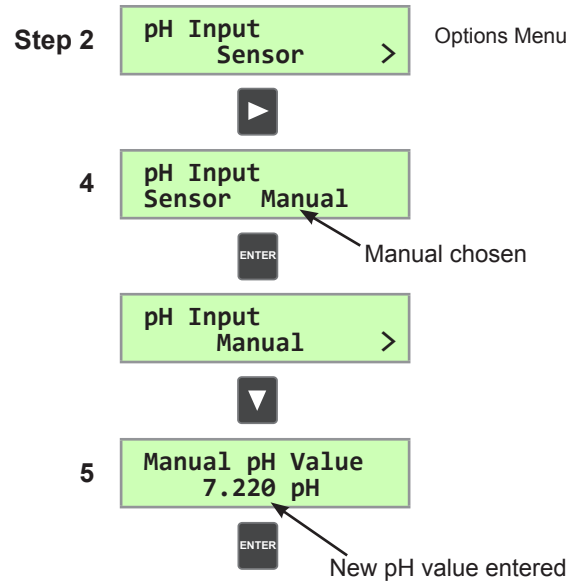 Step 2
pH Input
Sensor >
Options Menu
4
pH Input
Sensor Manual
ENTER
Manual chosen
pH Input
Manual >
5
Manual pH Value
7.220 pH
ENTER
New pH value entered